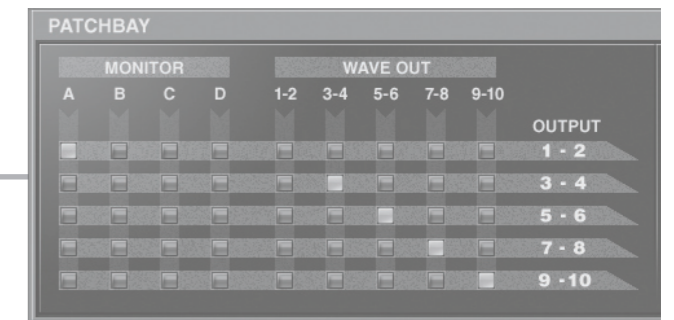 PATCHBAY
MONITOR WAVE OUT
A B C D 1-2 3-4 5-6 7-8 9-10
OUTPUT
1 - 2
3 - 4
5 - 6
7 - 8
9 -10